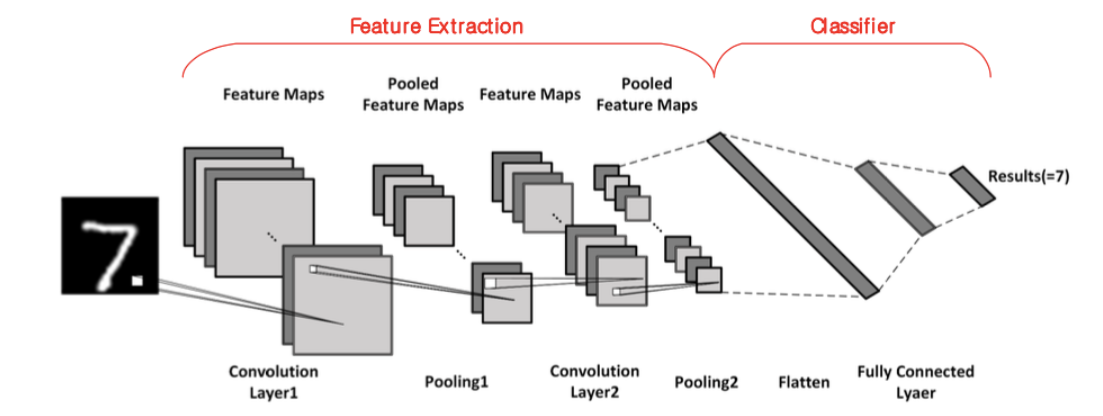 Feature Extraction
Classifier
Feature Maps
Pooled
Feature Maps
Feature Maps
Pooled
Feature Maps
7
Results(=7)
Convolution
Layer1
Pooling1
Convolution
Layer2
Pooling2
Flatten
Fully Connected
Lyaer